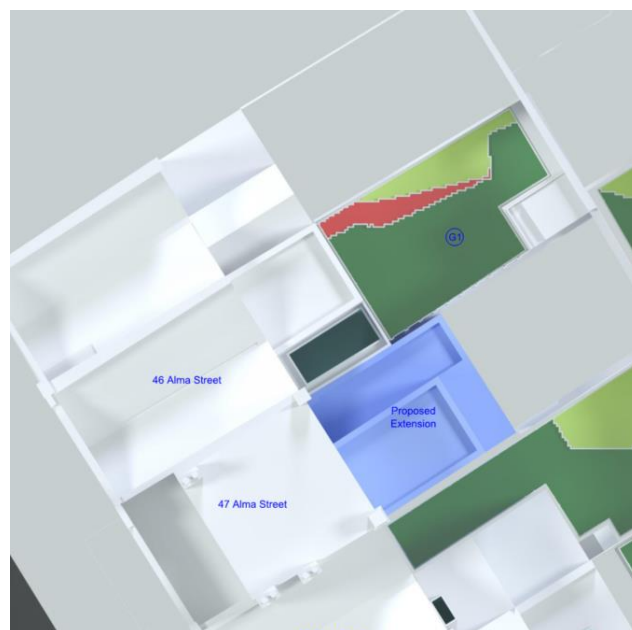 G1
46 Alma Street
Proposed
Extension
47 Alma Street